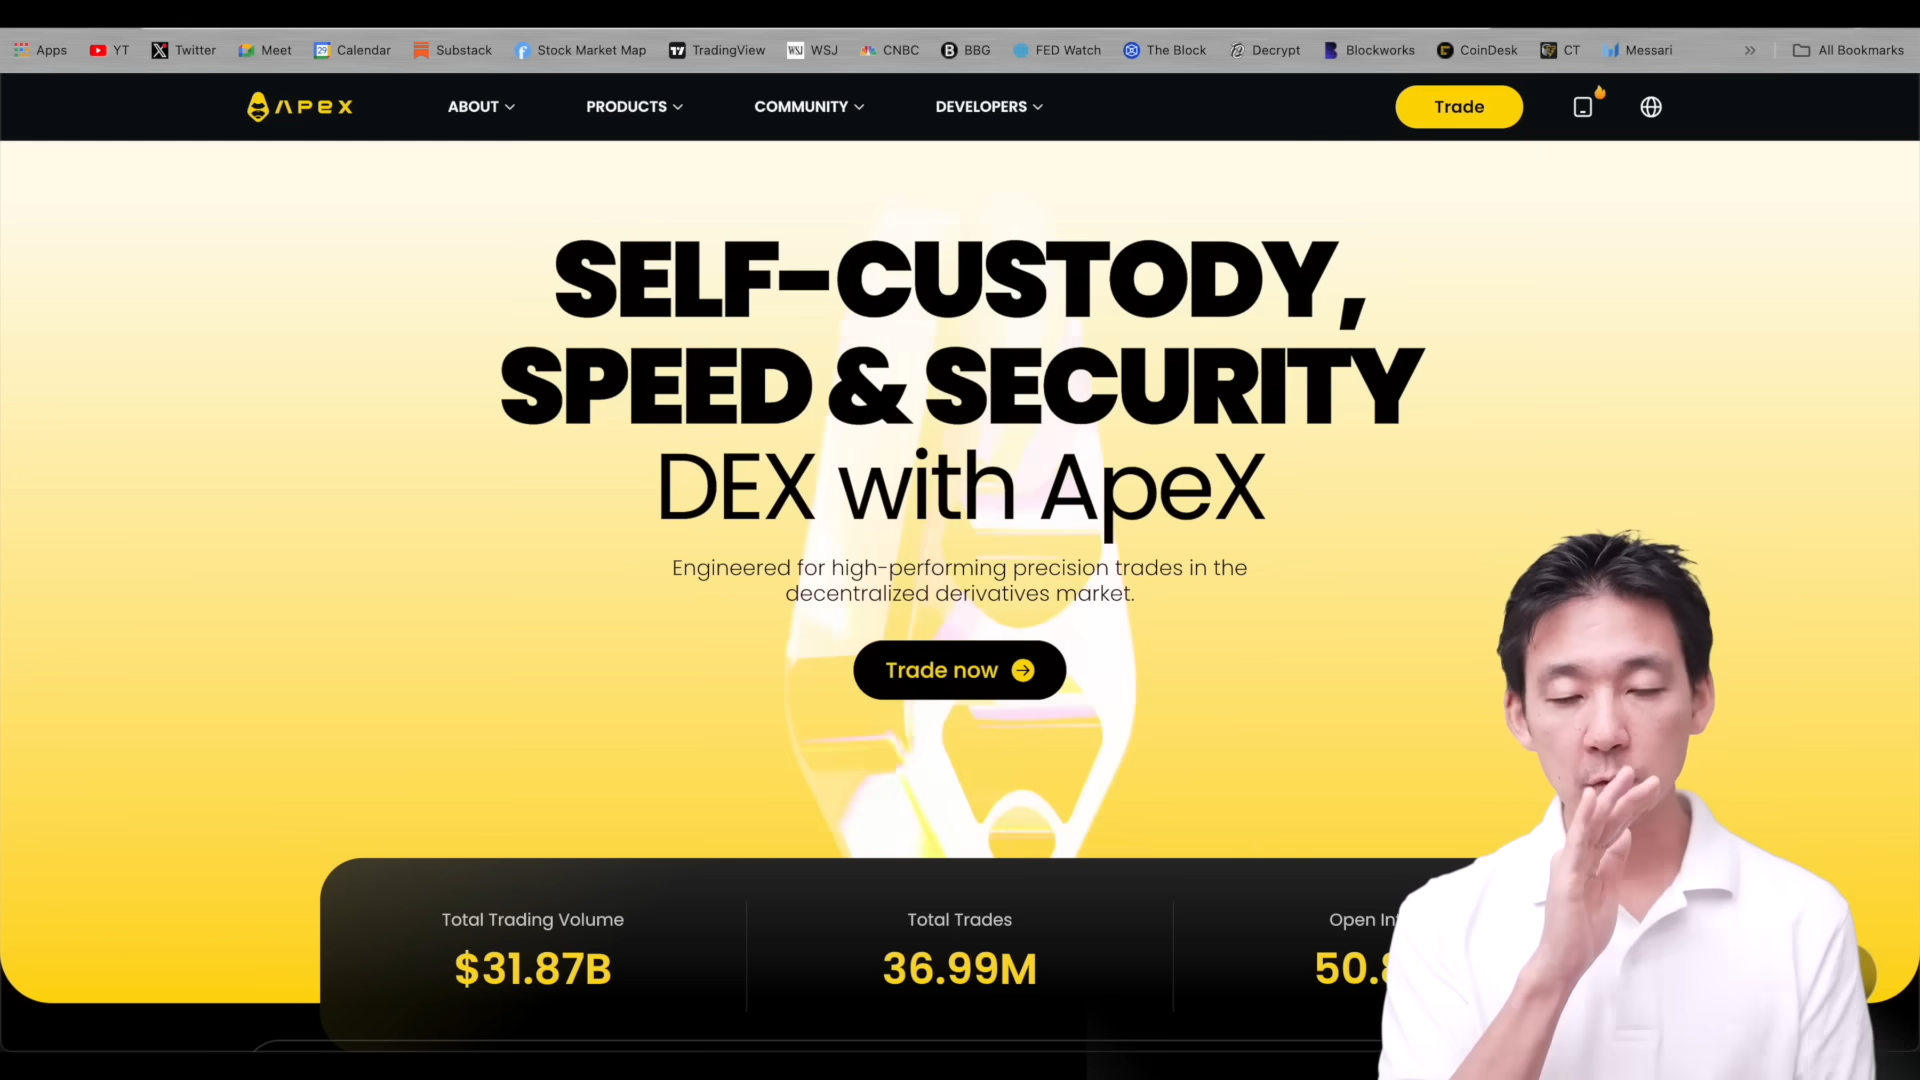 Apps YT Twitter Meet Calendar Substack Stock Market Map TradingView WSJ CNBC BBG FED Watch The Block Decrypt Blockworks CoinDesk CT Messari » All Bookmarks
APEX ABOUT PRODUCTS COMMUNITY DEVELOPERS Trade
SELF-CUSTODY,
SPEED & SECURITY
DEX with ApeX
Engineered for high-performing precision trades in the
decentralized derivatives market.
Trade now
Total Trading Volume Total Trades Open
$31.87B 36.99M